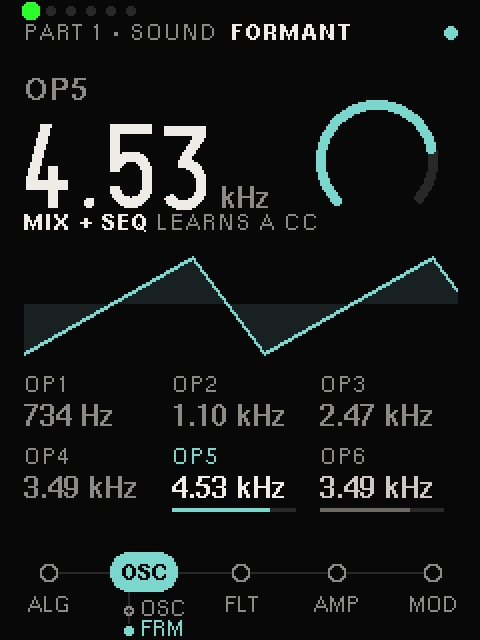 PART 1 · SOUND FORMANT
OP5
4.53 kHz
MIX + SEQ LEARNS A CC
OP1 OP2 OP3
734 Hz 1.10 kHz 2.47 kHz
OP4 OP5 OP6
3.49 kHz 4.53 kHz 3.49 kHz
OSC
ALG OSC FLT AMP MOD
FRM